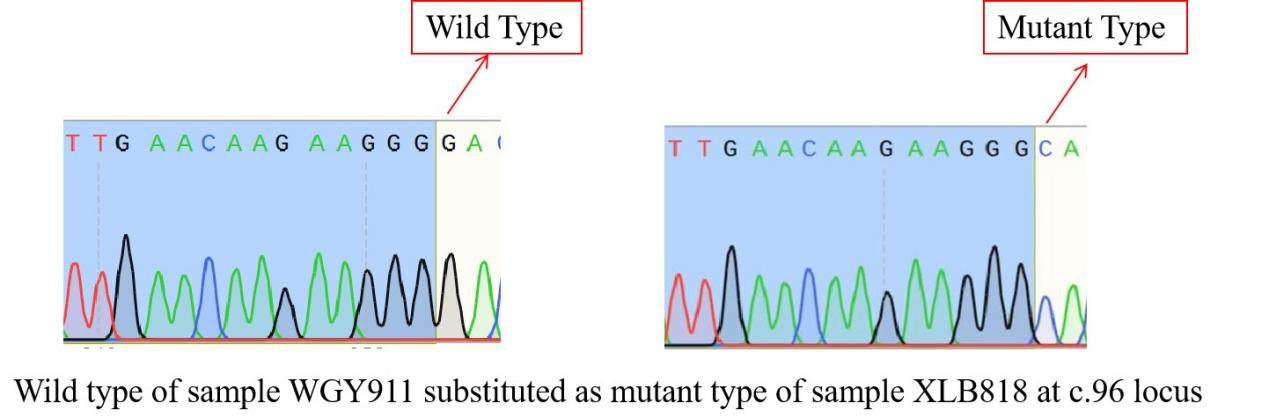 Wild Type
Mutant Type
T T G A A C A A G A A G G G G A
T T G A A C A A G A A G G G C A
Wild type of sample WGY911 substituted as mutant type of sample XLB818 at c.96 locus